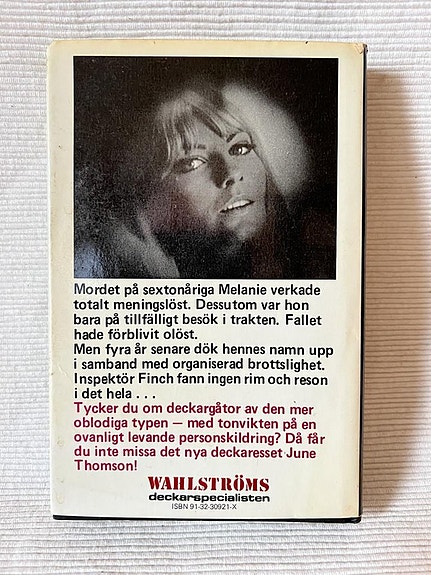 Mordet på sextonåriga Melanie verkade
totalt meningslöst. Dessutom var hon
bara på tillfälligt besök i trakten. Fallet
hade förblivit olöst.
Men fyra år senare dök hennes namn upp
i samband med organiserad brottslighet.
Inspektör Finch fann ingen rim och reson
i det hela . . .
Tycker du om deckargåtor av den mer
oblodiga typen — med tonvikten på en
ovanligt levande personskildring? Då får
du inte missa det nya deckaresset June
Thomson!
WAHLSTRÖMS
deckarspecialisten
ISBN 91-32-30921-X